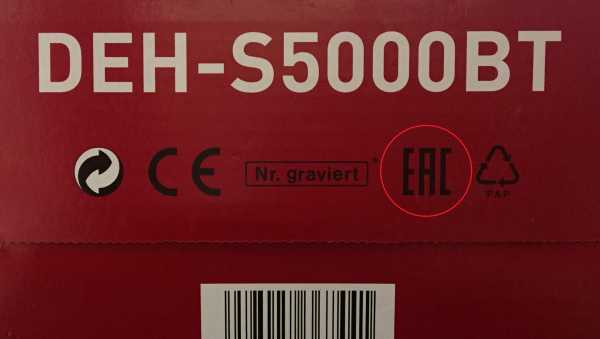 DEH-S5000BT
CE Nr. graviert * EAC
PAP